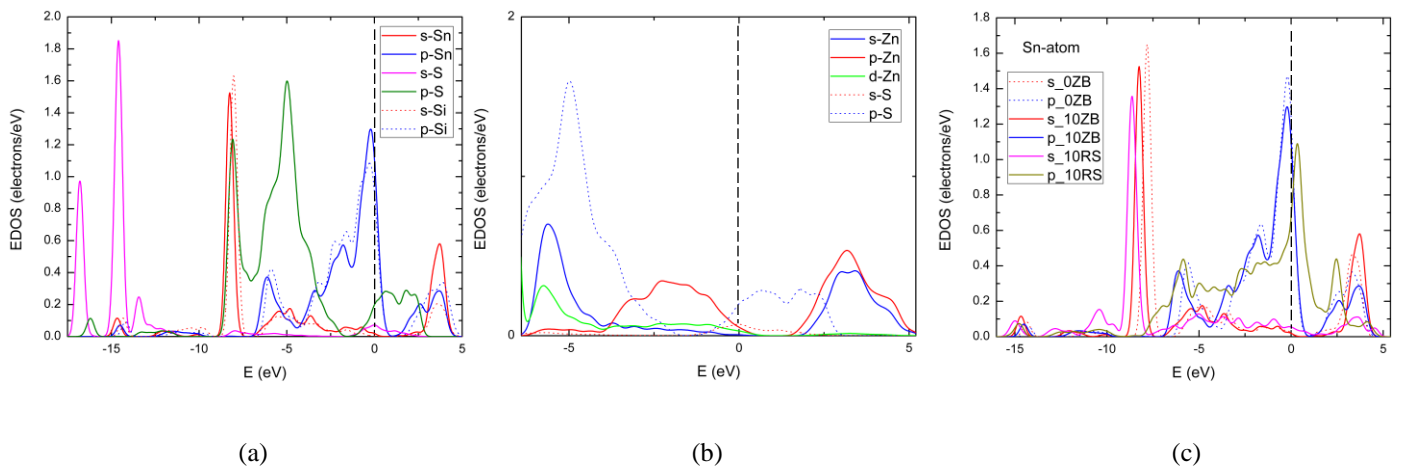 2.0
1.8
1.6
1.4
1.2
1.0
0.8
0.6
0.4
0.2
0.0
EDOS (electrons/eV)
-15
-10
-5
0
5
E (eV)
s-Sn
p-Sn
s-S
p-S
s-Si
p-Si
(a)
2
0
EDOS (electrons/eV)
-5
0
5
E (eV)
s-Zn
p-Zn
d-Zn
s-S
p-S
(b)
1.8
1.6
1.4
1.2
1.0
0.8
0.6
0.4
0.2
0.0
EDOS (electrons/eV)
-15
-10
-5
0
5
E (eV)
Sn-atom
s_0ZB
p_0ZB
s_10ZB
p_10ZB
s_10RS
p_10RS
(c)